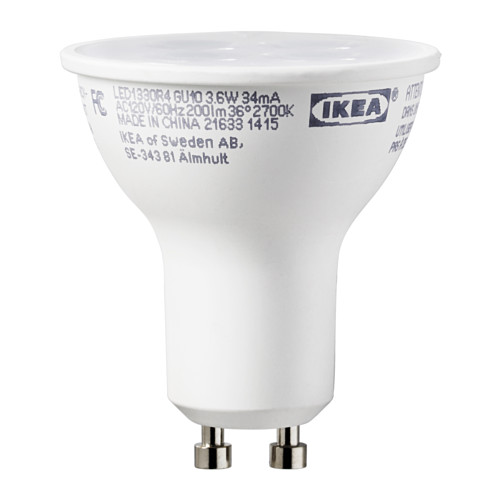 FC
LED1330R4 GU10 3.6W 34mA
AC120V/60Hz 200lm 36° 2700K
MADE IN CHINA 21633 1415
IKEA of Sweden AB,
SE-343 81 Älmhult
IKEA®